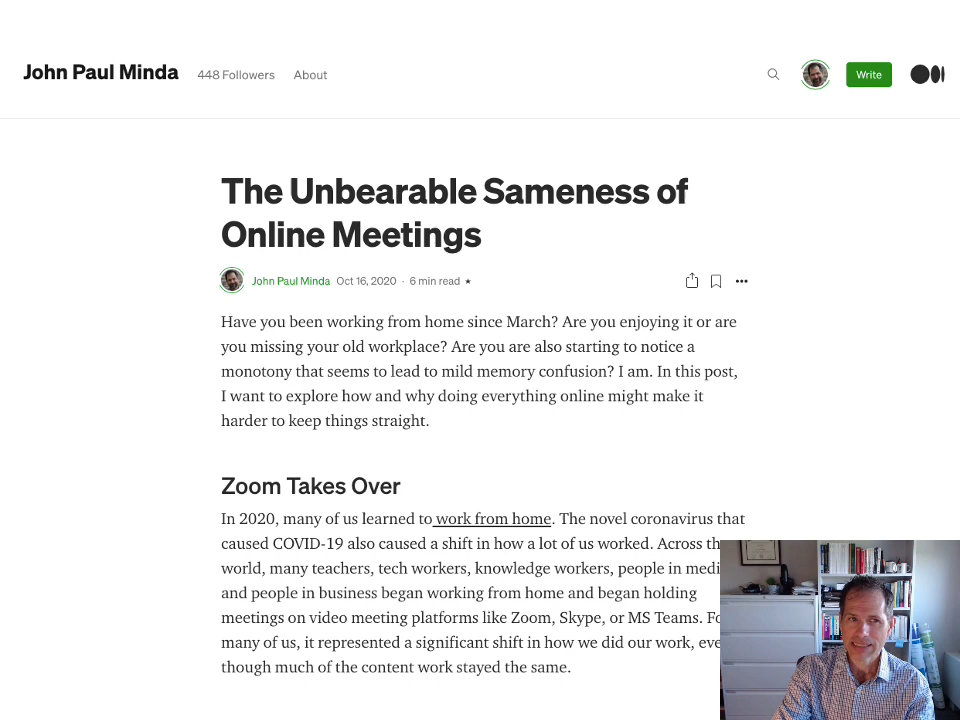 John Paul Minda 448 Followers About Write
The Unbearable Sameness of
Online Meetings
John Paul Minda Oct 16, 2020 · 6 min read ★
Have you been working from home since March? Are you enjoying it or are
you missing your old workplace? Are you are also starting to notice a
monotony that seems to lead to mild memory confusion? I am. In this post,
I want to explore how and why doing everything online might make it
harder to keep things straight.
Zoom Takes Over
In 2020, many of us learned to work from home. The novel coronavirus that
caused COVID-19 also caused a shift in how a lot of us worked. Across th
world, many teachers, tech workers, knowledge workers, people in medi
and people in business began working from home and began holding
meetings on video meeting platforms like Zoom, Skype, or MS Teams. Fo
many of us, it represented a significant shift in how we did our work, eve
though much of the content work stayed the same.